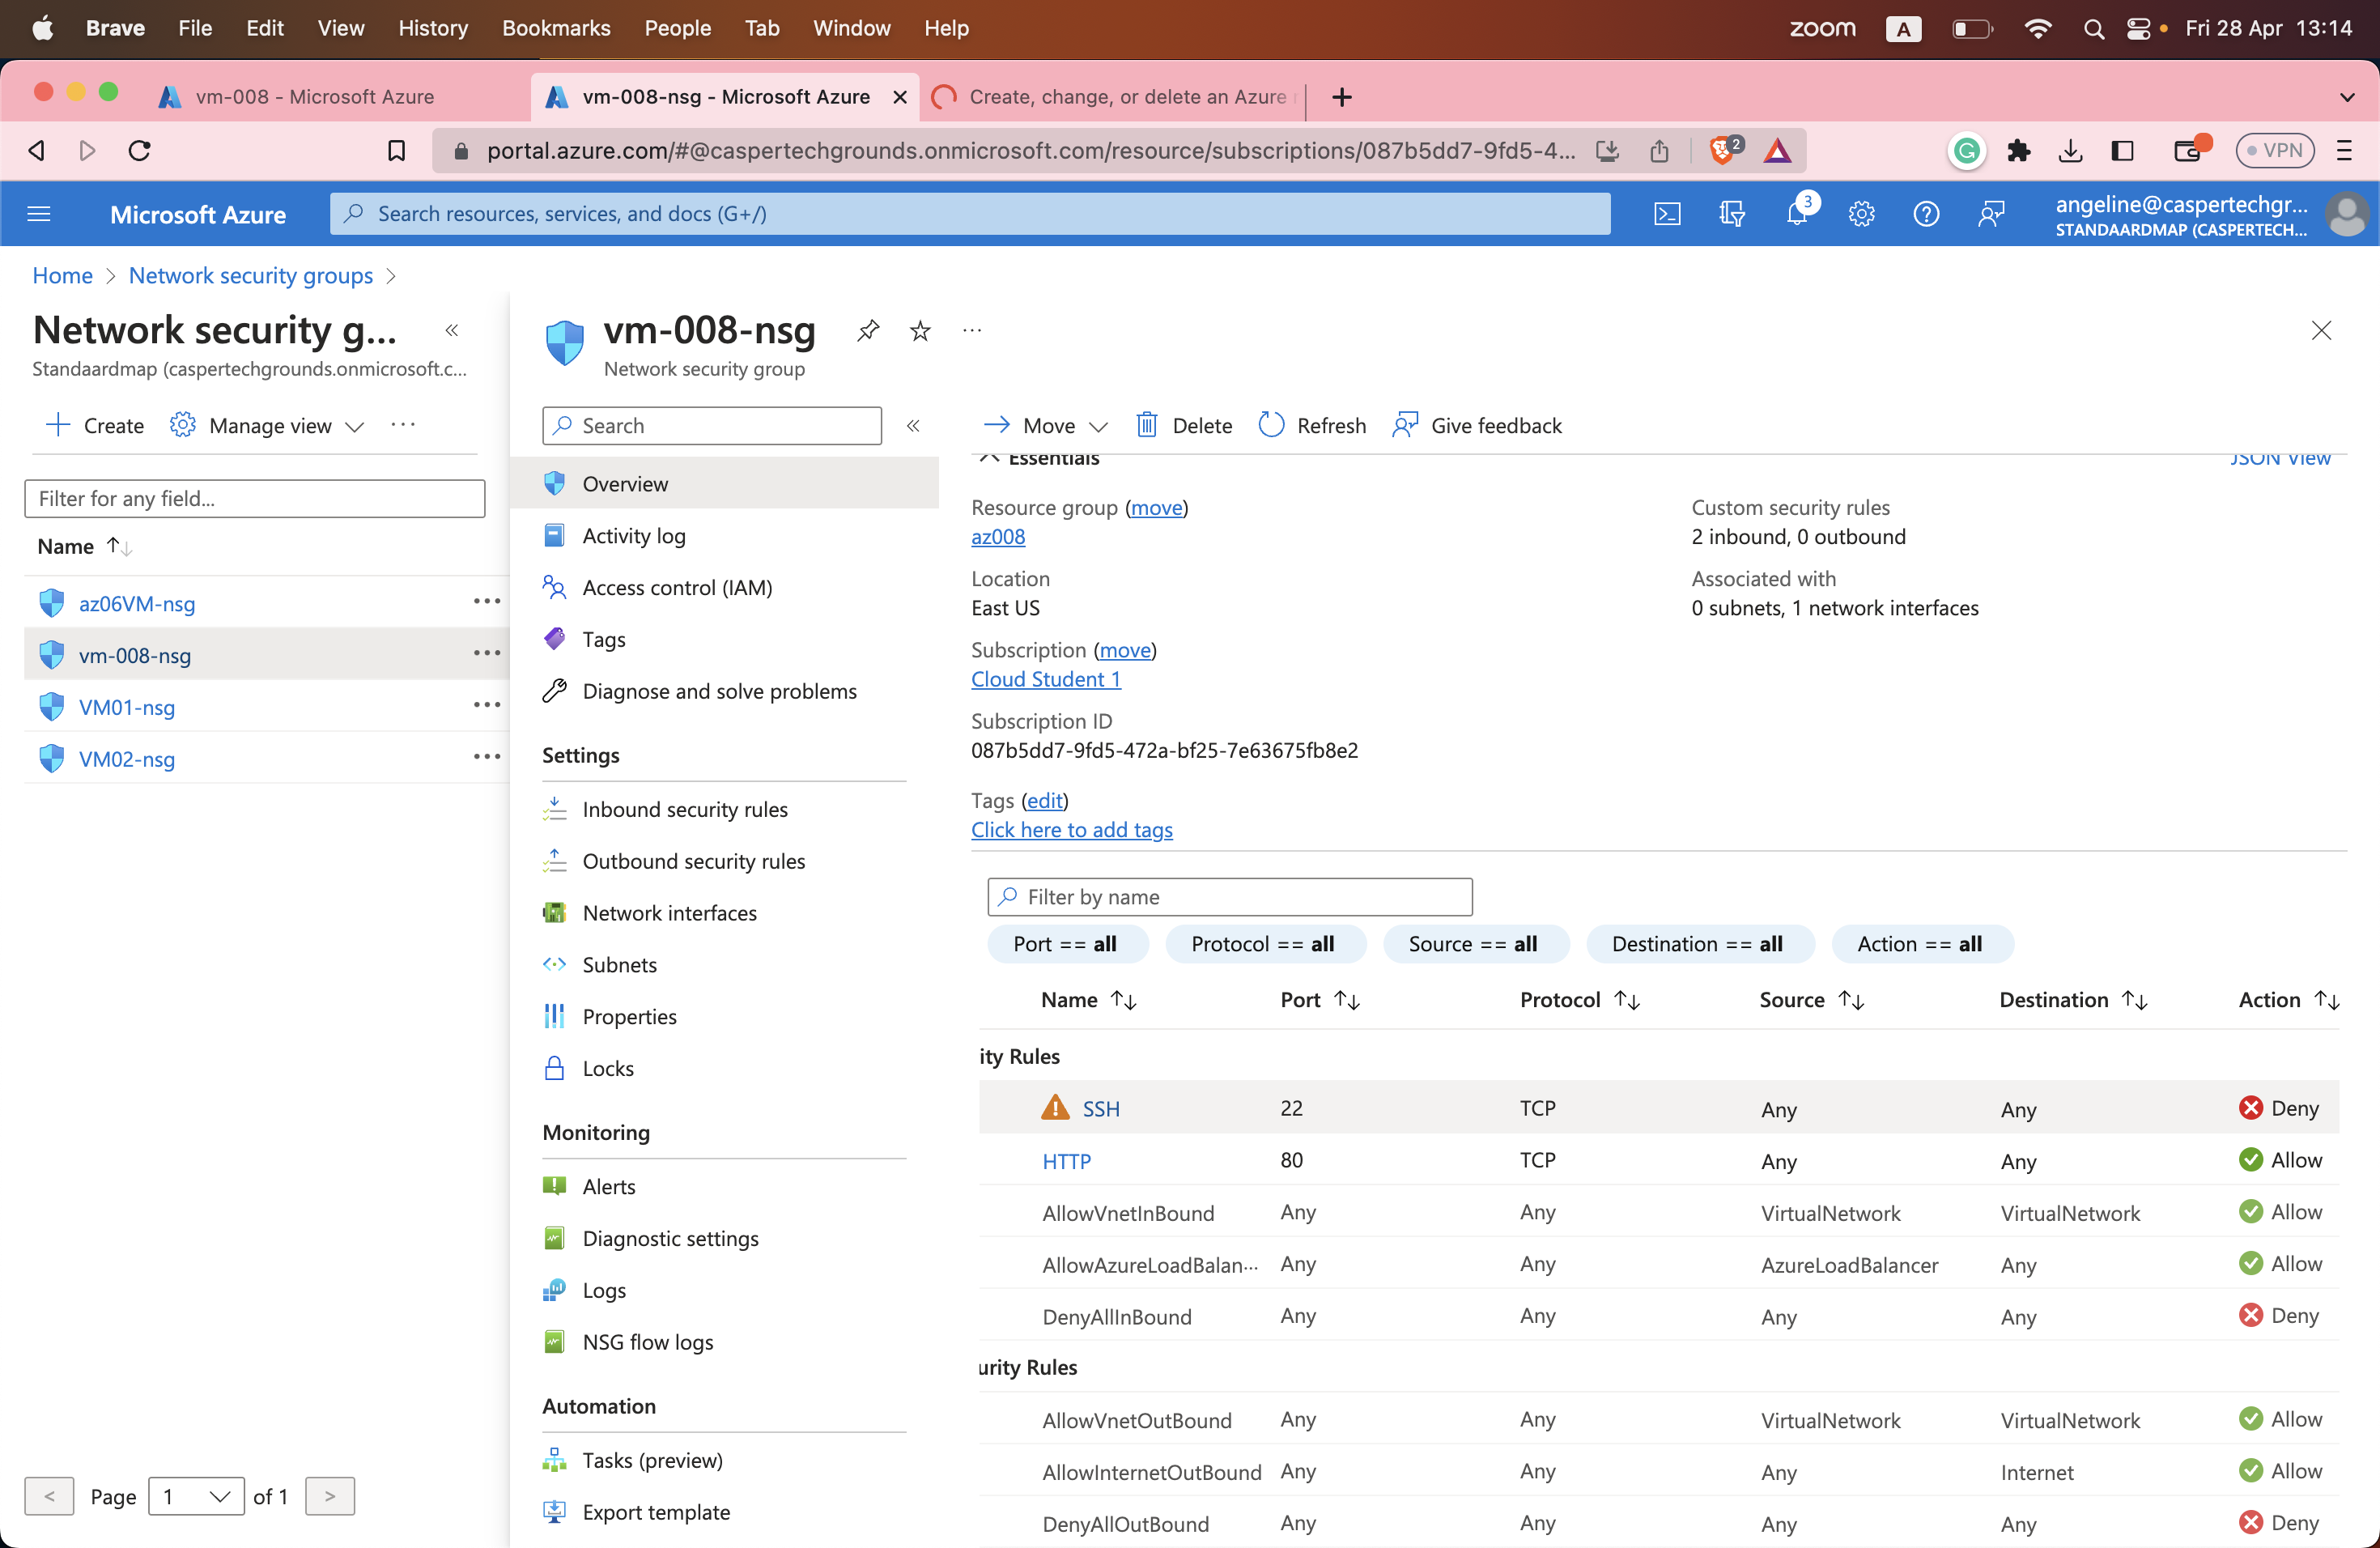 Brave File Edit View History Bookmarks People Tab Window Help zoom A Fri 28 Apr 13:14
vm-008 - Microsoft Azure vm-008-nsg - Microsoft Azure Create, change, or delete an Azure
portal.azure.com/#@caspertechgrounds.onmicrosoft.com/resource/subscriptions/087b5dd7-9fd5-4... 2 VPN
Microsoft Azure Search resources, services, and docs (G+/) 3 angeline@caspertechgr...
STANDAARDMAP (CASPERTECH...
Home > Network security groups >
Network security g... «
Standaardmap (caspertechgrounds.onmicrosoft.c...
Create Manage view ...
Filter for any field...
Name ↑↓
az06VM-nsg ...
vm-008-nsg ...
VM01-nsg ...
VM02-nsg ...
< Page 1 of 1 >
vm-008-nsg ...
Network security group
Search «
Overview
Activity log
Access control (IAM)
Tags
Diagnose and solve problems
Settings
Inbound security rules
Outbound security rules
Network interfaces
Subnets
Properties
Locks
Monitoring
Alerts
Diagnostic settings
Logs
NSG flow logs
Automation
Tasks (preview)
Export template
Move Delete Refresh Give feedback
Essentials JSON View
Resource group (move)
az008
Location
East US
Subscription (move)
Cloud Student 1
Subscription ID
087b5dd7-9fd5-472a-bf25-7e63675fb8e2
Custom security rules
2 inbound, 0 outbound
Associated with
0 subnets, 1 network interfaces
Tags (edit)
Click here to add tags
Filter by name
Port == all Protocol == all Source == all Destination == all Action == all
Name ↑↓ Port ↑↓ Protocol ↑↓ Source ↑↓ Destination ↑↓ Action ↑↓
ity Rules
SSH 22 TCP Any Any Deny
HTTP 80 TCP Any Any Allow
AllowVnetInBound Any Any VirtualNetwork VirtualNetwork Allow
AllowAzureLoadBalan... Any Any AzureLoadBalancer Any Allow
DenyAllInBound Any Any Any Any Deny
urity Rules
AllowVnetOutBound Any Any VirtualNetwork VirtualNetwork Allow
AllowInternetOutBound Any Any Any Internet Allow
DenyAllOutBound Any Any Any Any Deny